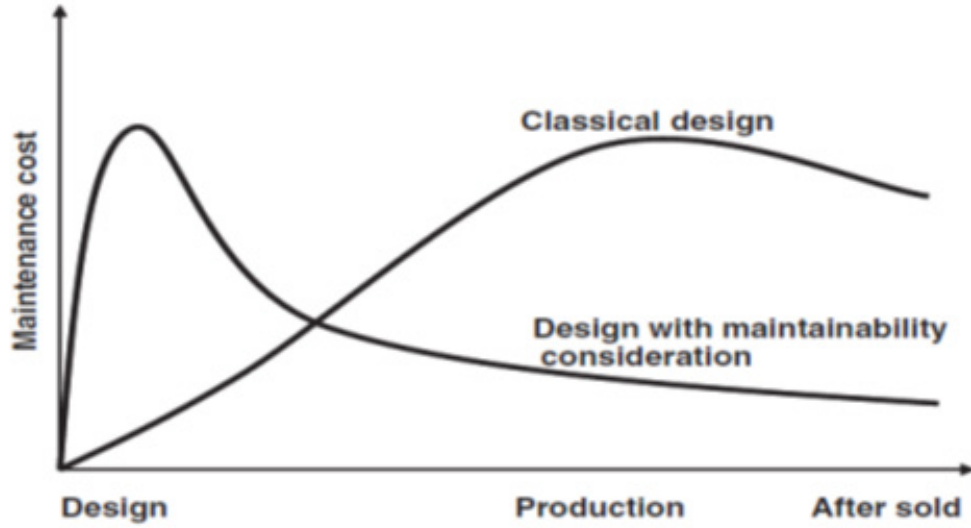 Maintenance cost
Classical design
Design with maintainability
consideration
Design
Production
After sold